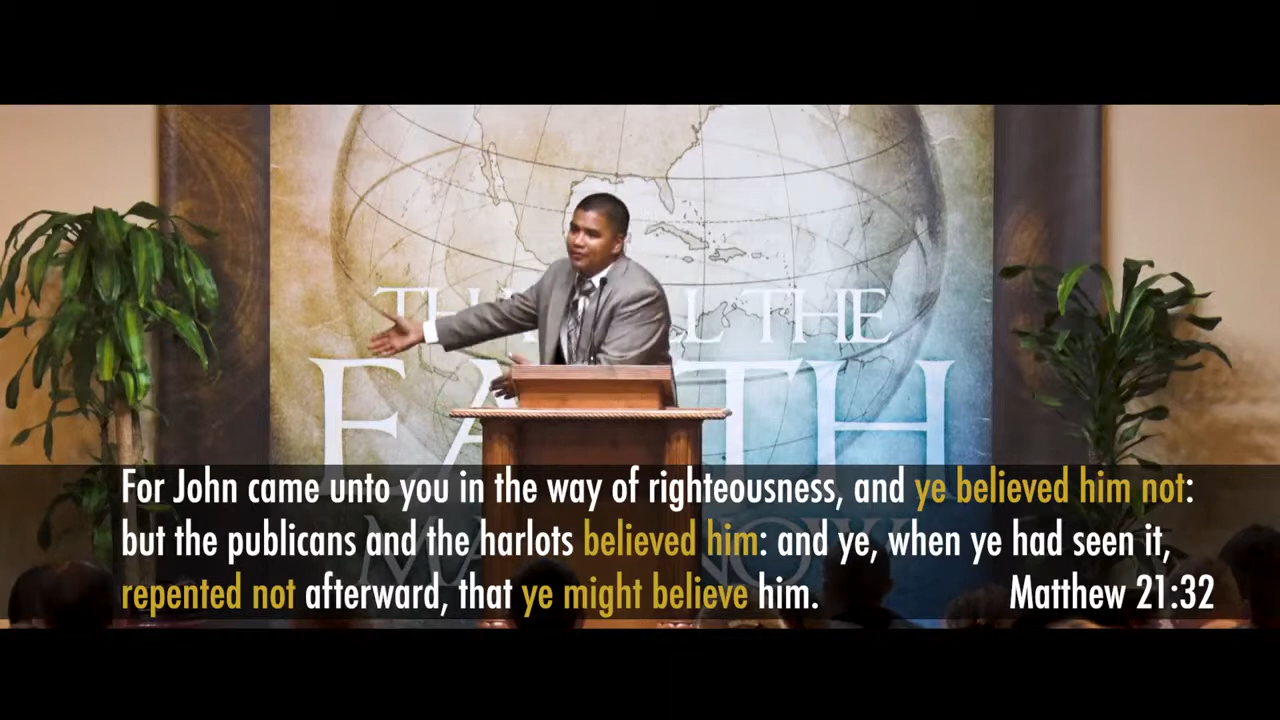 THE
FAITH
For John came unto you in the way of righteousness, and ye believed him not:
but the publicans and the harlots believed him: and ye, when ye had seen it,
repented not afterward, that ye might believe him.
Matthew 21:32